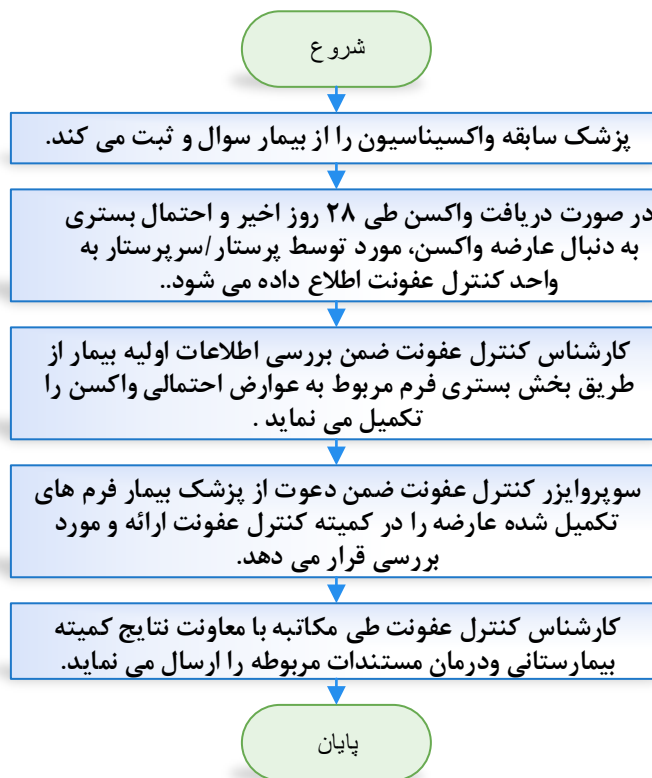 شروع
پزشک سابقه واکسیناسیون را از بیمار سوال و ثبت می کند.
در صورت دریافت واکسن طی ۲۸ روز اخیر و احتمال بستری
به دنبال عارضه واکسن، مورد توسط پرستار/سرپرستار به
واحد کنترل عفونت اطلاع داده می شود..
کارشناس کنترل عفونت ضمن بررسی اطلاعات اولیه بیمار از
طریق بخش بستری فرم مربوط به عوارض احتمالی واکسن را
تکمیل می نماید .
سوپروایزر کنترل عفونت ضمن دعوت از پزشک بیمار فرم های
تکمیل شده عارضه را در کمیته کنترل عفونت ارائه و مورد
بررسی قرار می دهد.
کارشناس کنترل عفونت طی مکاتبه با معاونت نتایج کمیته
بیمارستانی ودرمان مستندات مربوطه را ارسال می نماید.
پایان